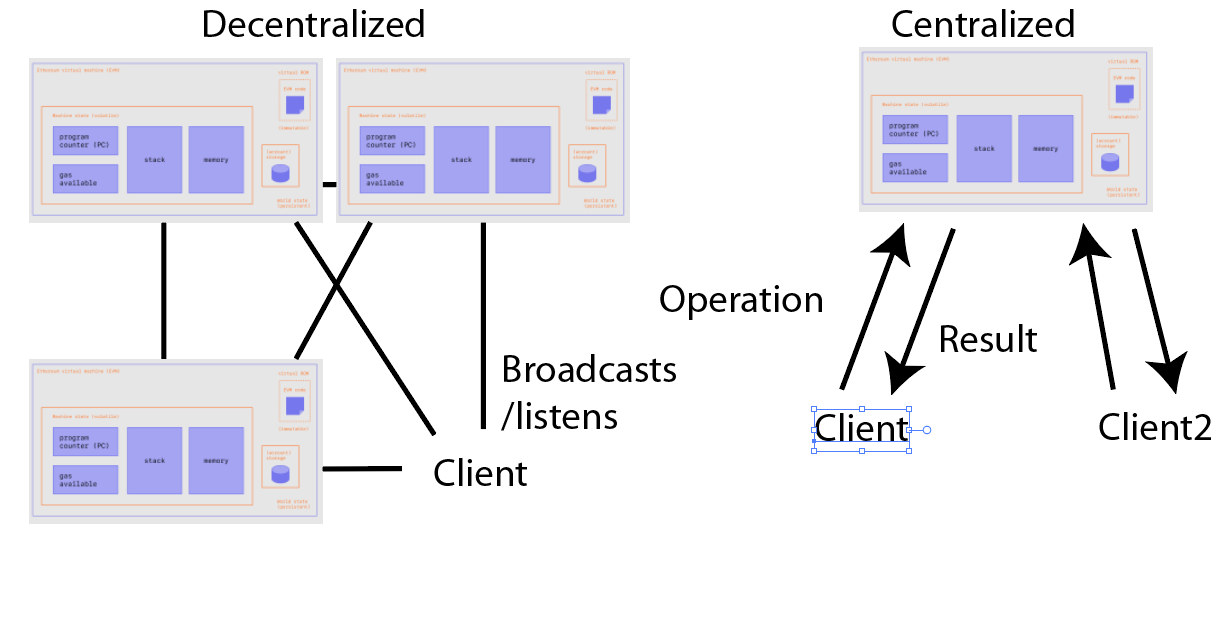 Decentralized
Centralized
Ethereum virtual machine (EVM)
virtual ROM
EVM code
(immutable)
Machine state (volatile)
program
counter (PC)
gas
available
stack
memory
(account)
storage
World state
(persistent)
Ethereum virtual machine (EVM)
virtual ROM
EVM code
(immutable)
Machine state (volatile)
program
counter (PC)
gas
available
stack
memory
(account)
storage
World state
(persistent)
Ethereum virtual machine (EVM)
virtual ROM
EVM code
(immutable)
Machine state (volatile)
program
counter (PC)
gas
available
stack
memory
(account)
storage
World state
(persistent)
Operation
Result
Broadcasts
/listens
Client
Client2
Ethereum virtual machine (EVM)
virtual ROM
EVM code
(immutable)
Machine state (volatile)
program
counter (PC)
gas
available
stack
memory
(account)
storage
World state
(persistent)
Client